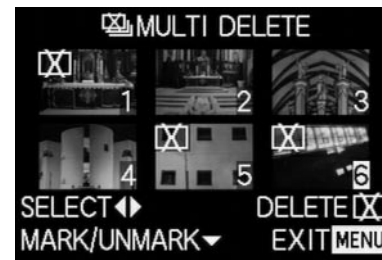 MULTI DELETE
1 2 3
4 5 6
SELECT DELETE
MARK/UNMARK EXIT MENU